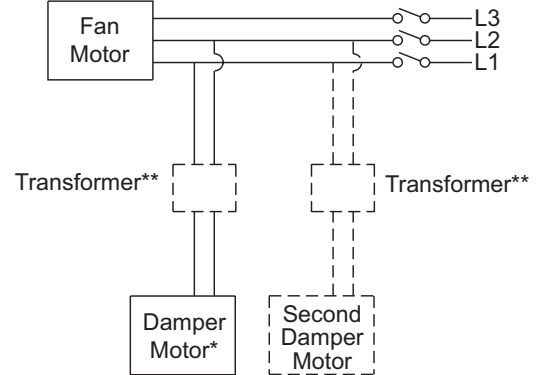 Fan
Motor
L3
L2
L1
Transformer**
Transformer**
Damper
Motor*
Second
Damper
Motor